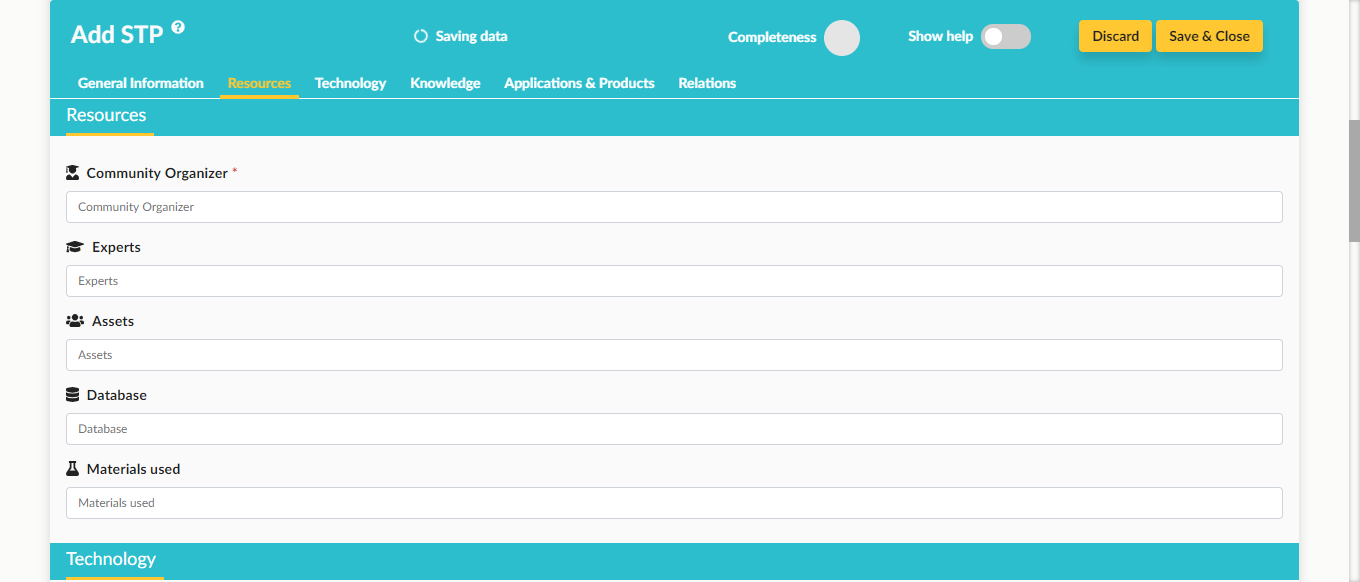 Add STP ?
Saving data
Completeness
Show help
Discard
Save & Close
General Information
Resources
Technology
Knowledge
Applications & Products
Relations
Resources
Community Organizer *
Community Organizer
Experts
Experts
Assets
Assets
Database
Database
Materials used
Materials used
Technology